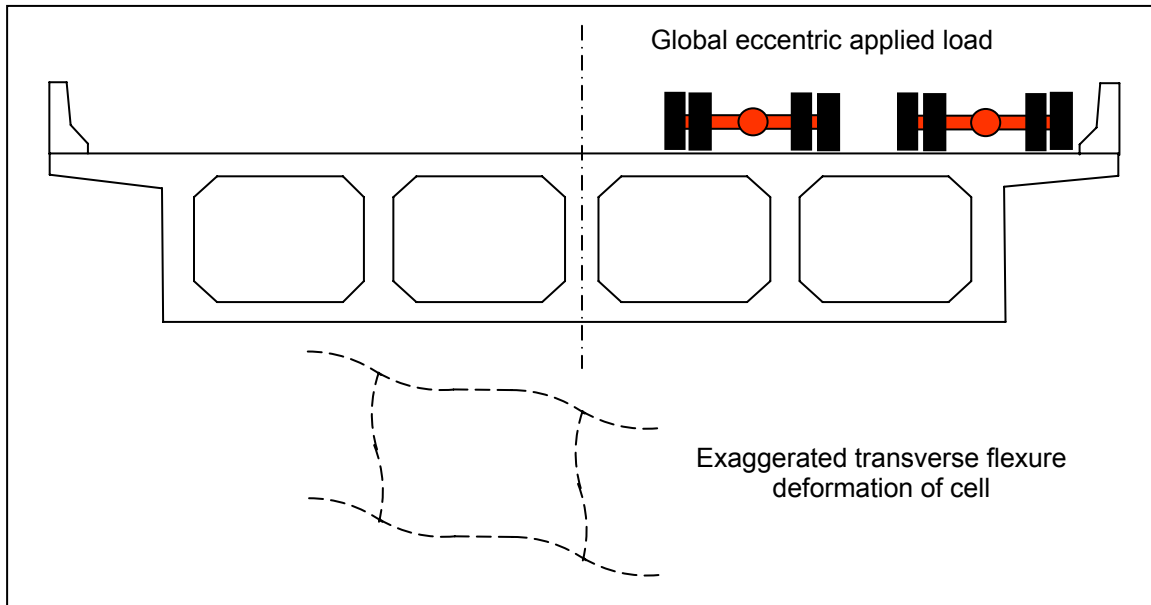 Global eccentric applied load
Exaggerated transverse flexure
deformation of cell